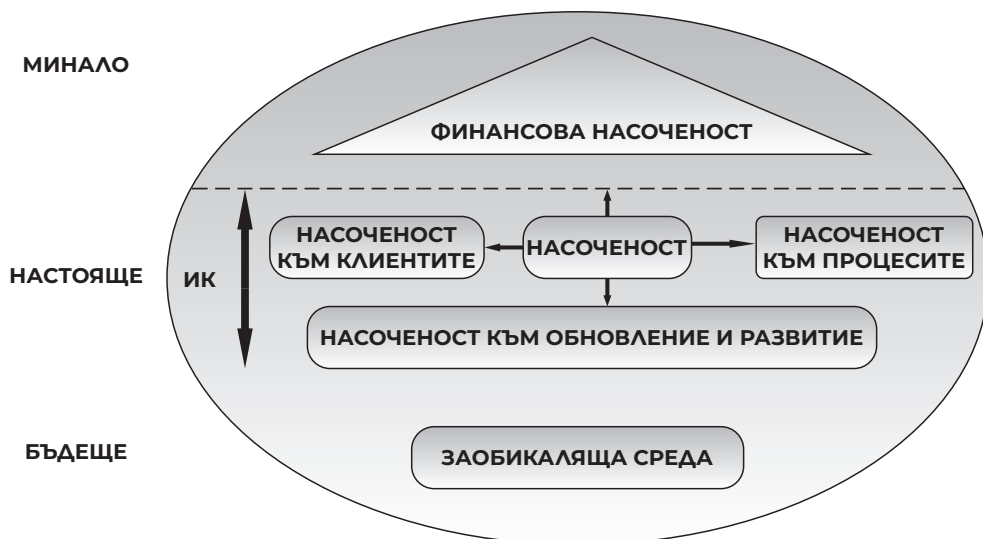 МИНАЛО
ФИНАНСОВА НАСОЧЕНОСТ
НАСТОЯЩЕ
ИК
НАСОЧЕНОСТ
КЪМ КЛИЕНТИТЕ
НАСОЧЕНОСТ
НАСОЧЕНОСТ
КЪМ ПРОЦЕСИТЕ
НАСОЧЕНОСТ КЪМ ОБНОВЛЕНИЕ И РАЗВИТИЕ
БЪДЕЩЕ
ЗАОБИКАЛЯЩА СРЕДА